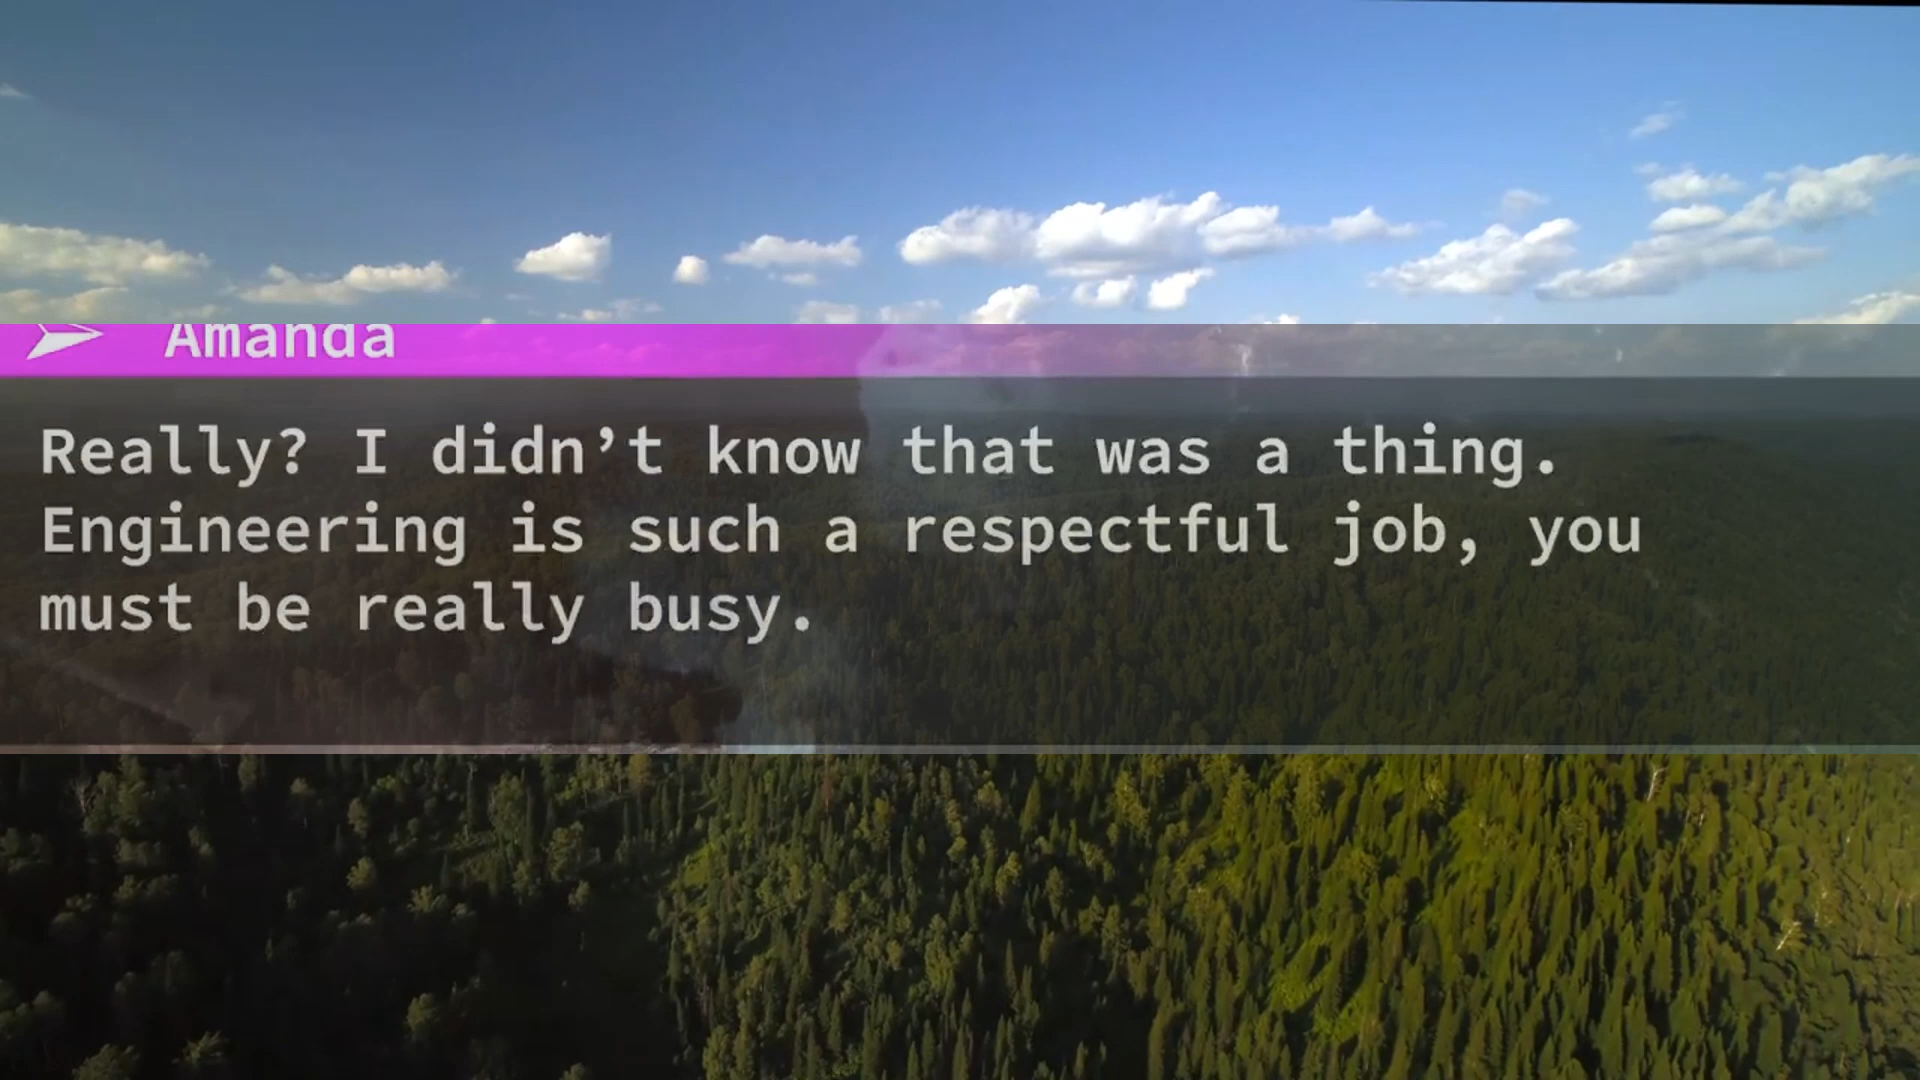 Amanda
Really? I didn’t know that was a thing.
Engineering is such a respectful job, you
must be really busy.